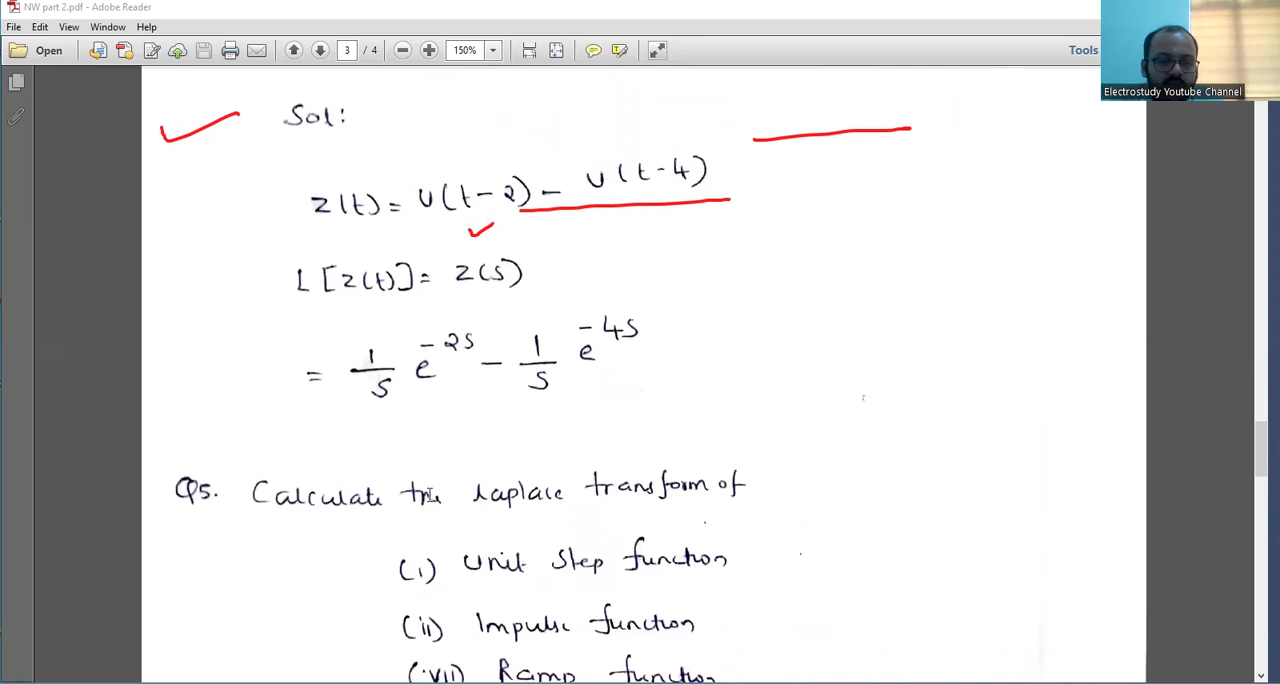 NW part 2.pdf - Adobe Reader
File Edit View Window Help
Open 3 / 4 150% Tools
Electrostudy Youtube Channel
Sol:
z(t) = U(t-2) - U(t-4)
L[z(t)] = z(s)
= 1/s e^-2s - 1/s e^-4s
Q5. Calculate the laplace transform of
(i) Unit step function
(ii) Impulse function
(vii) Ramp function